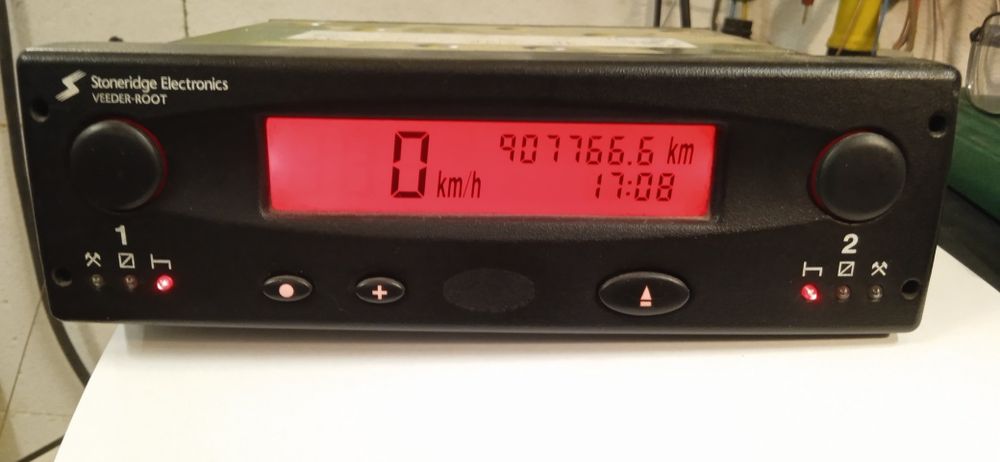 Stoneridge Electronics
VEEDER-ROOT
0 km/h
907766.6 km
17:08
1
2